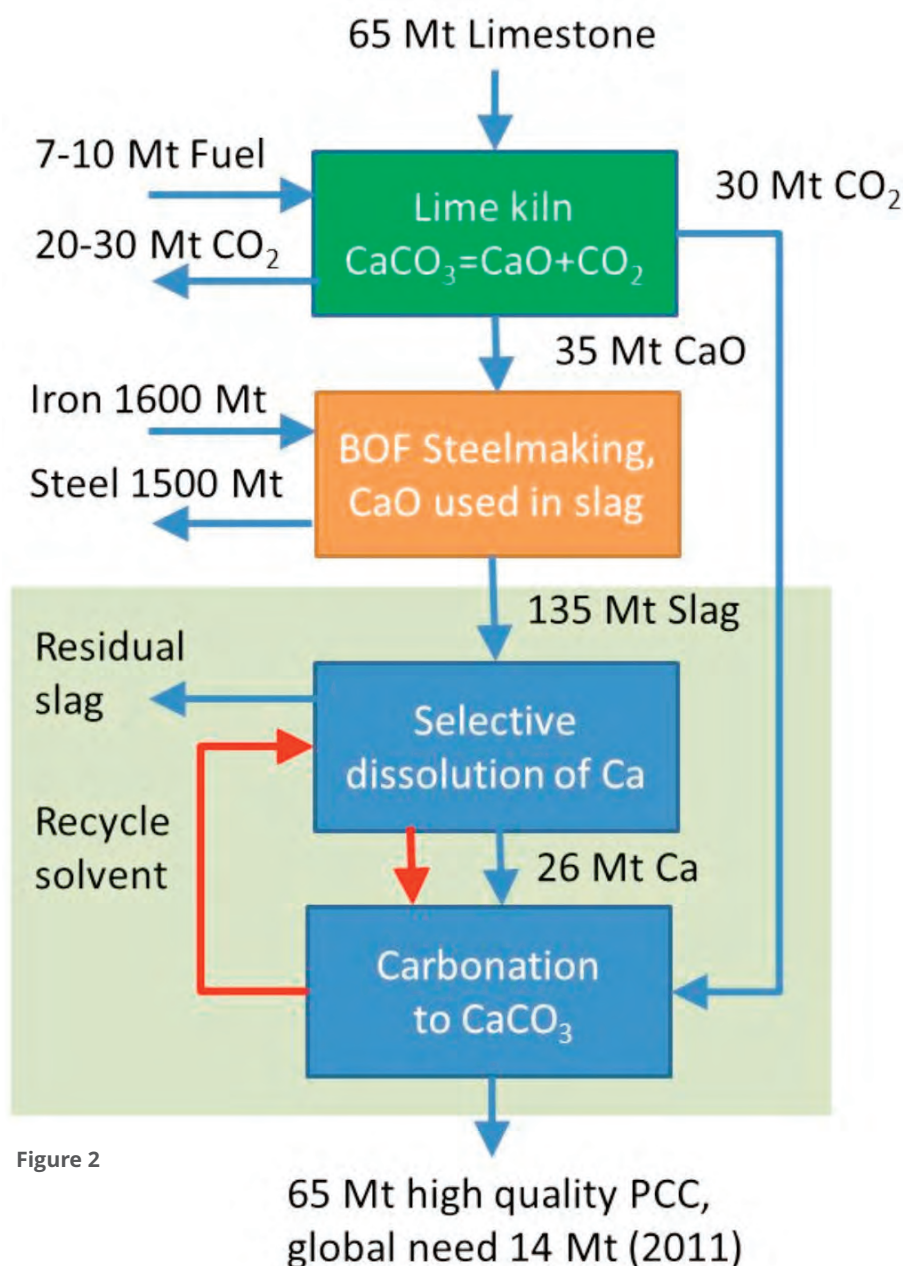 65 Mt Limestone
7-10 Mt Fuel
30 Mt CO₂
Lime kiln
20-30 Mt CO₂
CaCO₃=CaO+CO₂
35 Mt CaO
Iron 1600 Mt
BOF Steelmaking,
Steel 1500 Mt
CaO used in slag
135 Mt Slag
Residual
slag
Selective
dissolution of Ca
Recycle
solvent
26 Mt Ca
Carbonation
to CaCO₃
Figure 2
65 Mt high quality PCC,
global need 14 Mt (2011)